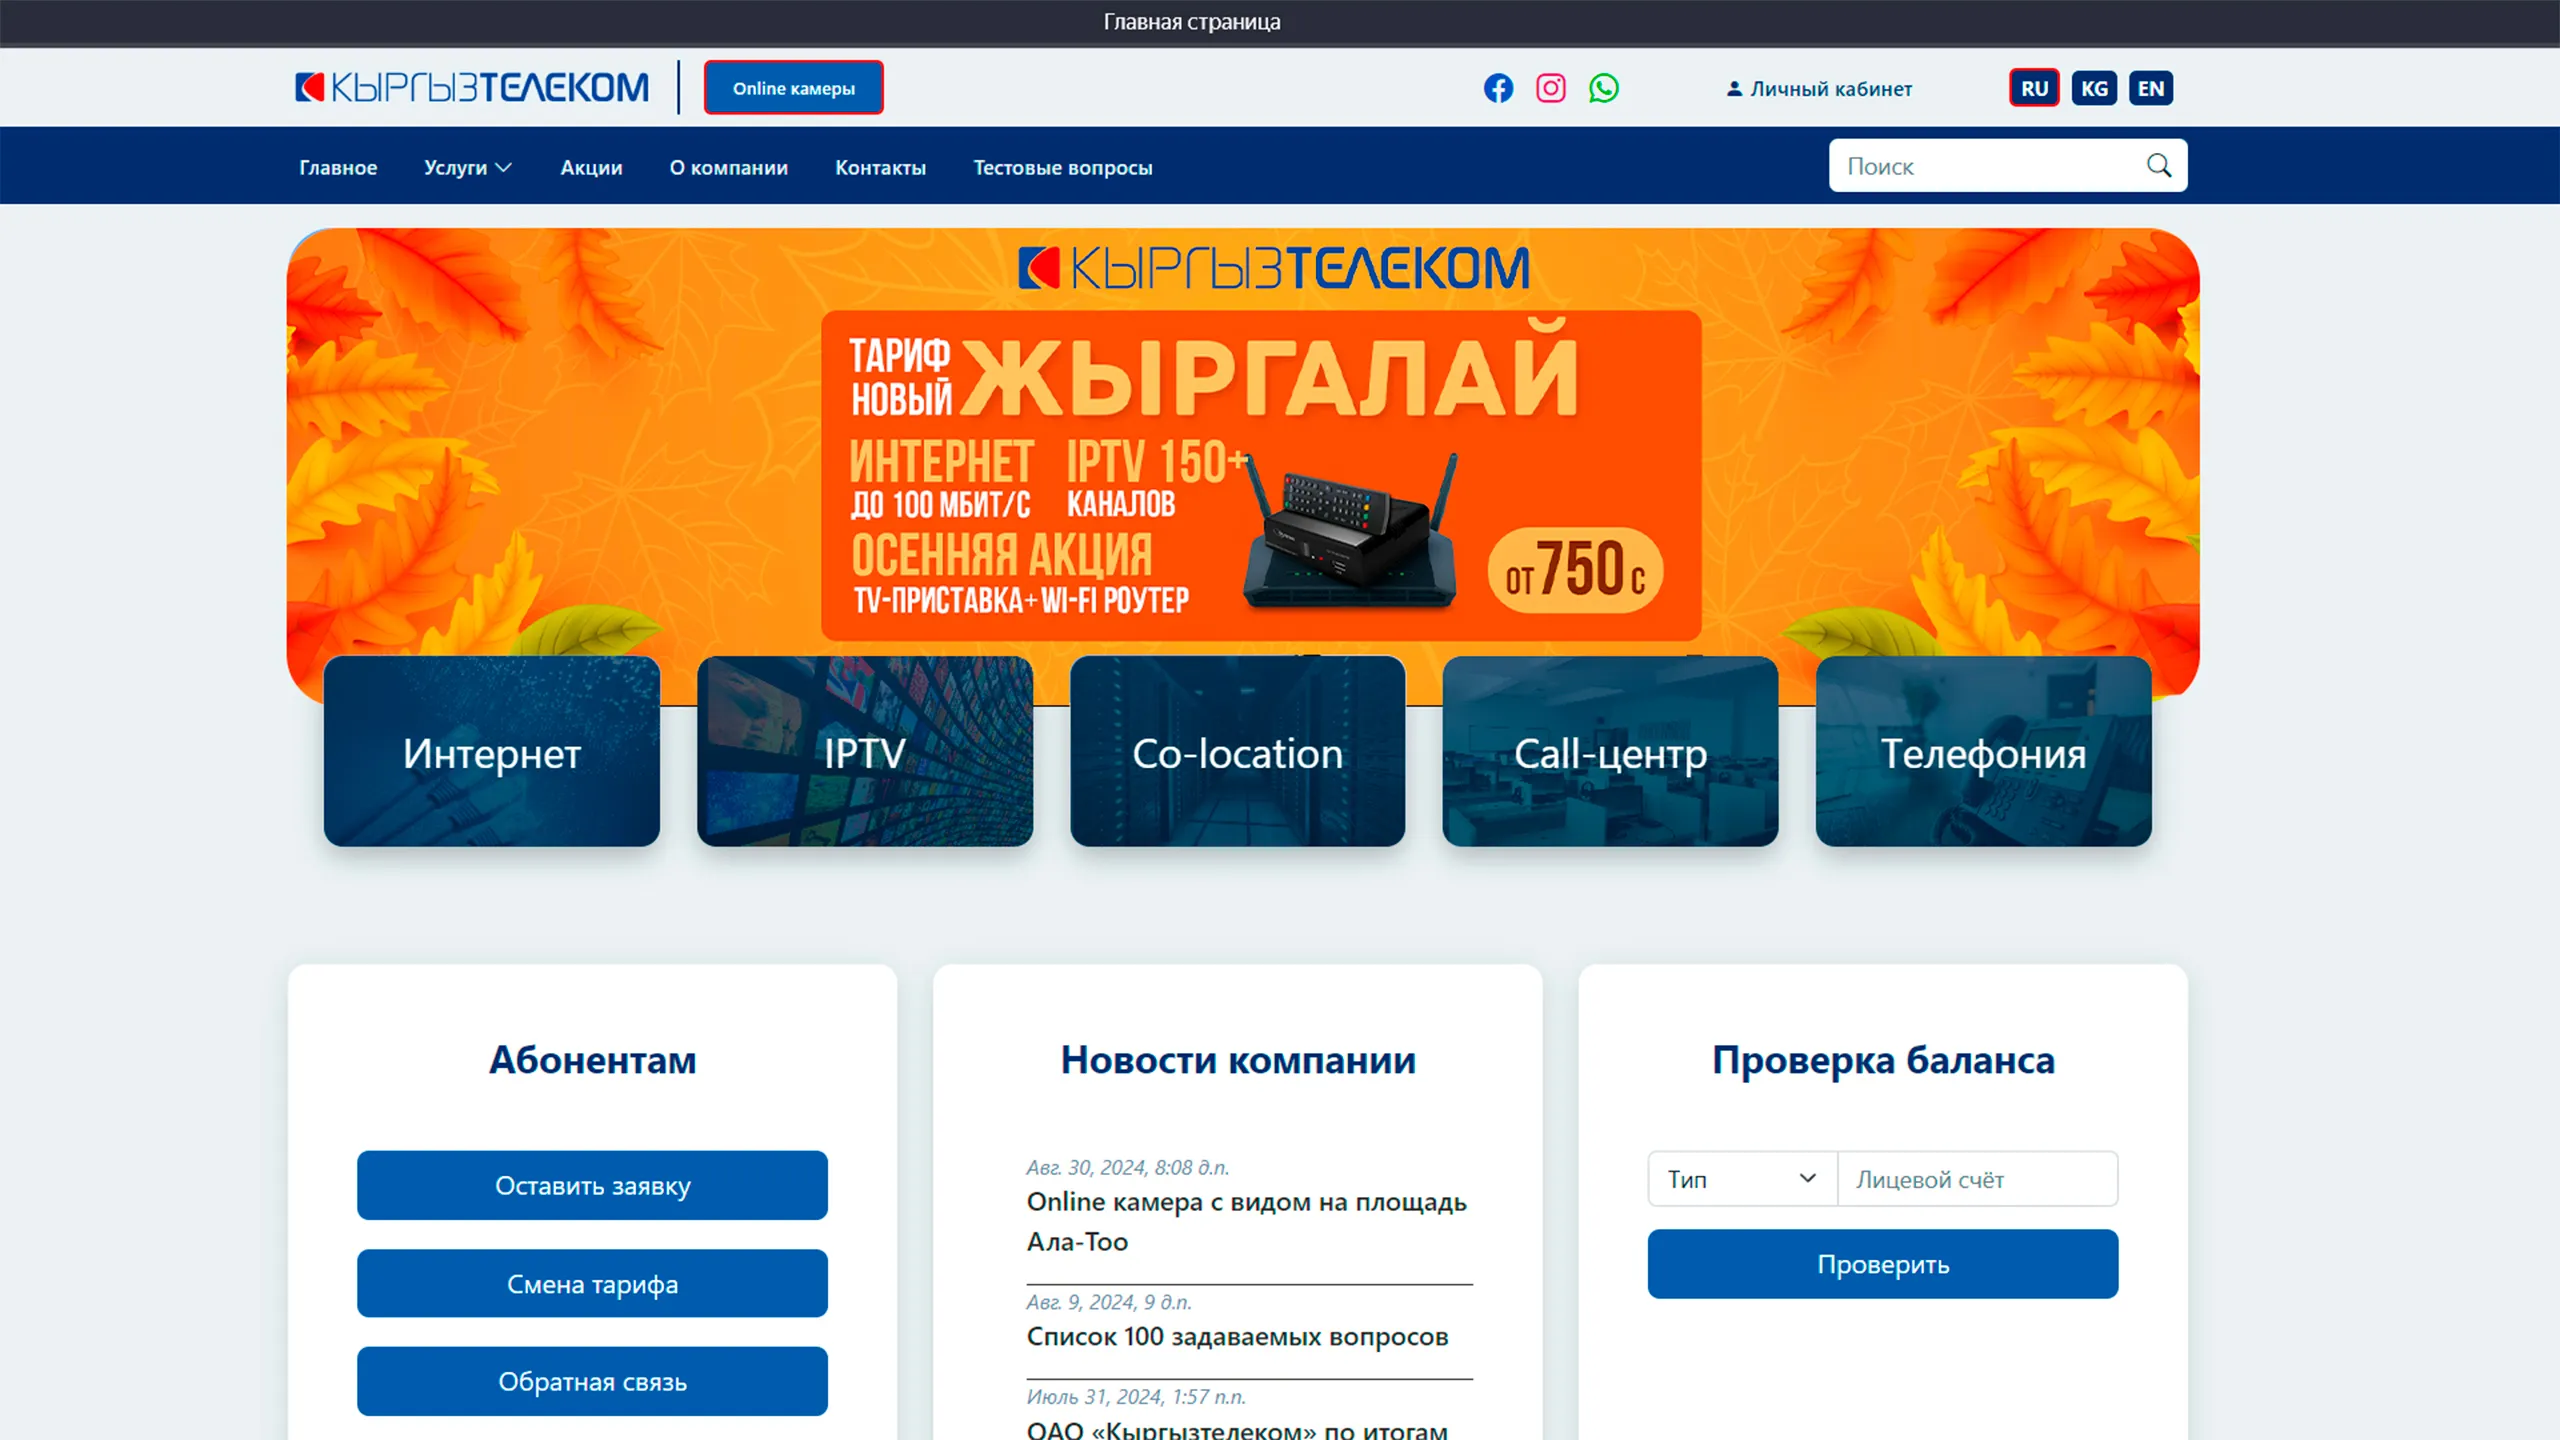 Главная страница
КЫРГЫЗТЕЛЕКОМ
Online камеры
Личный кабинет
RU
KG
EN
Главное
Услуги
Акции
О компании
Контакты
Тестовые вопросы
Поиск
КЫРГЫЗТЕЛЕКОМ
ТАРИФ
НОВЫЙ
ЖЫРГАЛАЙ
ИНТЕРНЕТ
ДО 100 МБИТ/С
IPTV 150+
КАНАЛОВ
ОСЕННЯЯ АКЦИЯ
TV-ПРИСТАВКА+WI-FI РОУТЕР
ОТ 750 С
Интернет
IPTV
Co-location
Call-центр
Телефония
Абонентам
Оставить заявку
Смена тарифа
Обратная связь
Новости компании
Авг. 30, 2024, 8:08 д.п.
Online камера с видом на площадь
Ала-Тоо
Авг. 9, 2024, 9 д.п.
Список 100 задаваемых вопросов
Июль 31, 2024, 1:57 п.п.
ОАО «Кыргызтелеком» по итогам
Проверка баланса
Тип
Лицевой счёт
Проверить